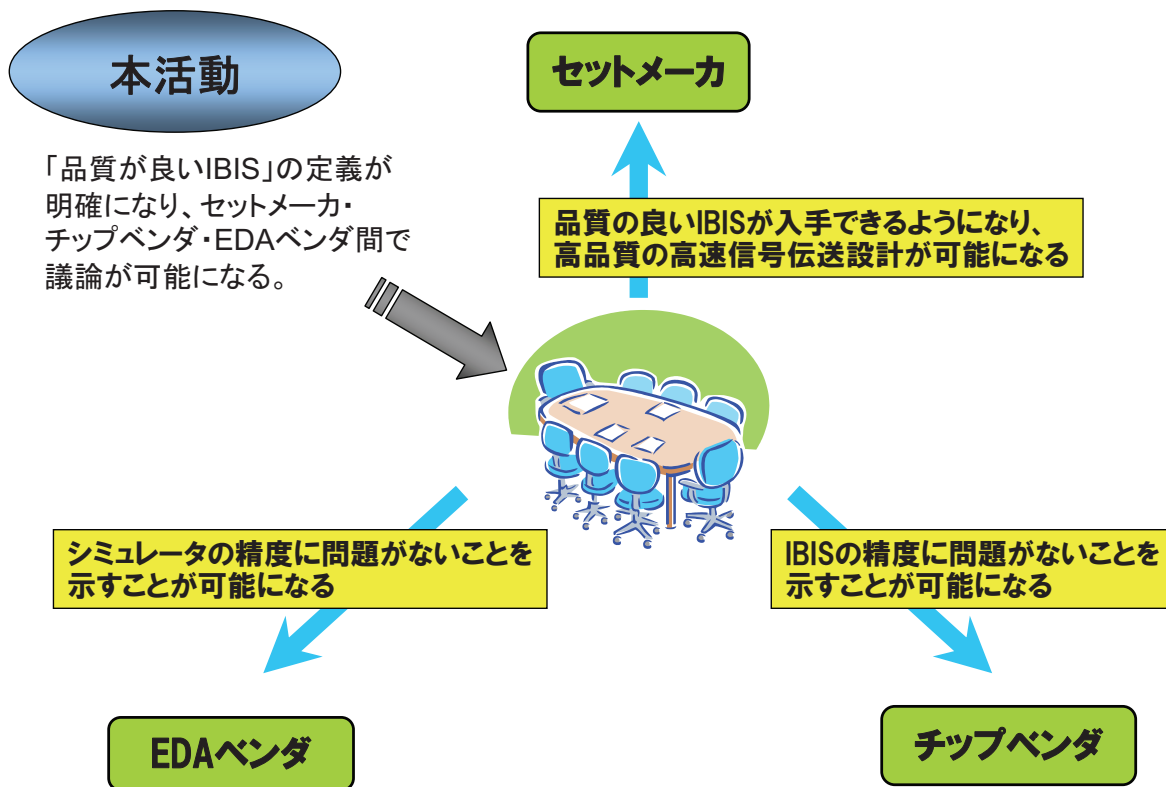 本活動
「品質が良いIBIS」の定義が
明確になり、セットメーカ・
チップベンダ・EDAベンダ間で
議論が可能になる。
セットメーカ
品質の良いIBISが入手できるようになり、
高品質の高速信号伝送設計が可能になる
シミュレータの精度に問題がないことを
示すことが可能になる
IBISの精度に問題がないことを
示すことが可能になる
EDAベンダ
チップベンダ